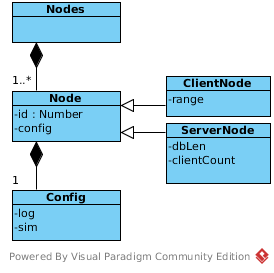 Nodes
1..*
Node
-id : Number
-config
ClientNode
-range
ServerNode
-dbLen
-clientCount
1
Config
-log
-sim
Powered By Visual Paradigm Community Edition